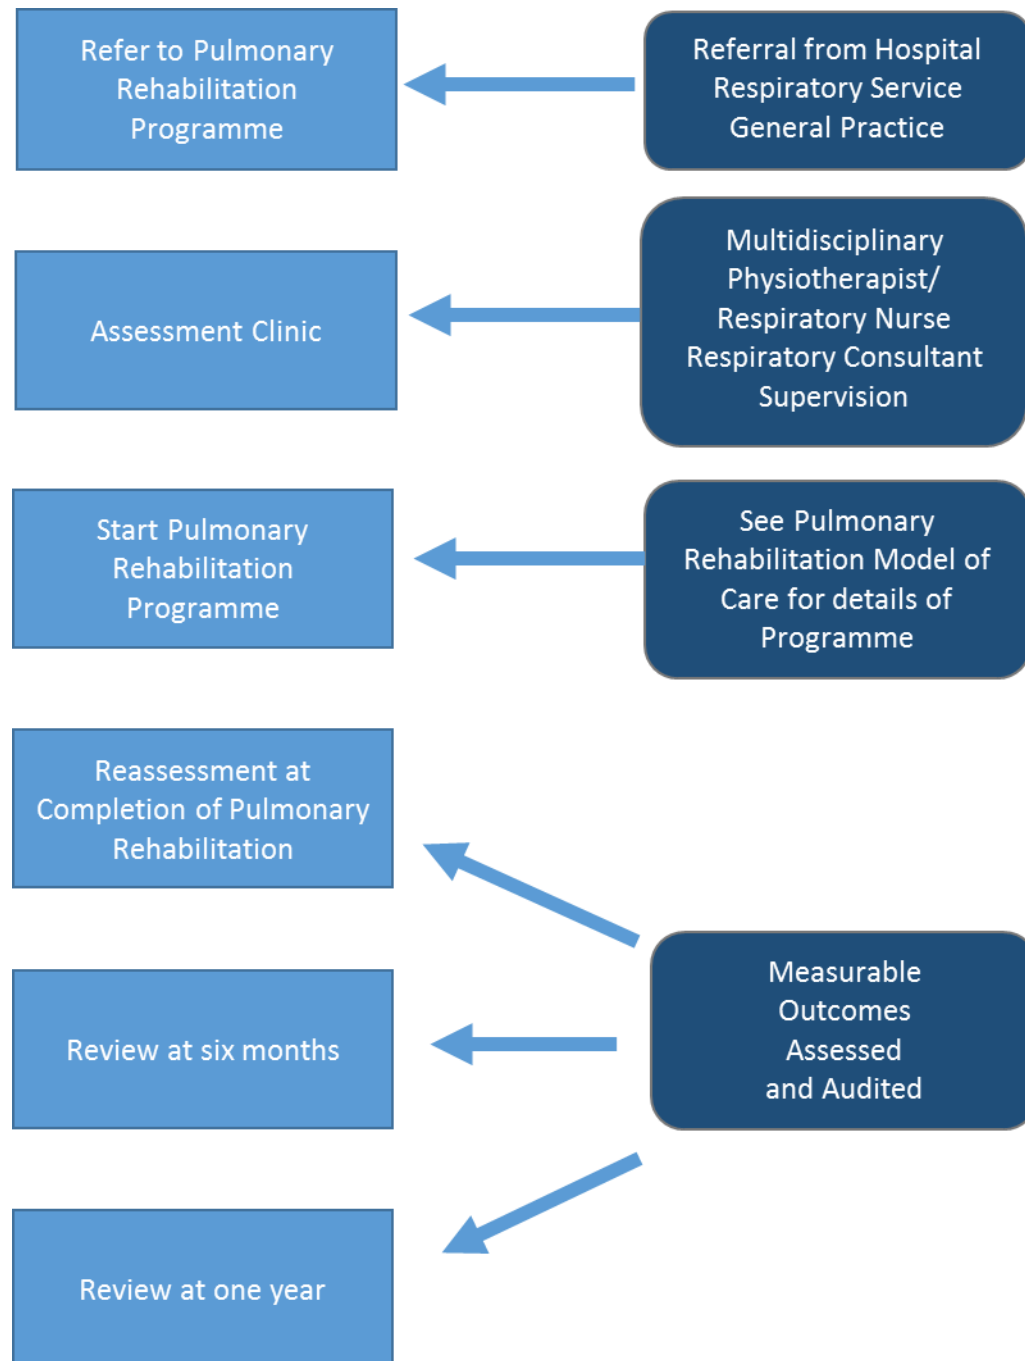 Refer to Pulmonary
Rehabilitation
Programme
Referral from Hospital
Respiratory Service
General Practice
Assessment Clinic
Multidisciplinary
Physiotherapist/
Respiratory Nurse
Respiratory Consultant
Supervision
Start Pulmonary
Rehabilitation
Programme
See Pulmonary
Rehabilitation Model of
Care for details of
Programme
Reassessment at
Completion of Pulmonary
Rehabilitation
Review at six months
Measurable
Outcomes
Assessed
and Audited
Review at one year